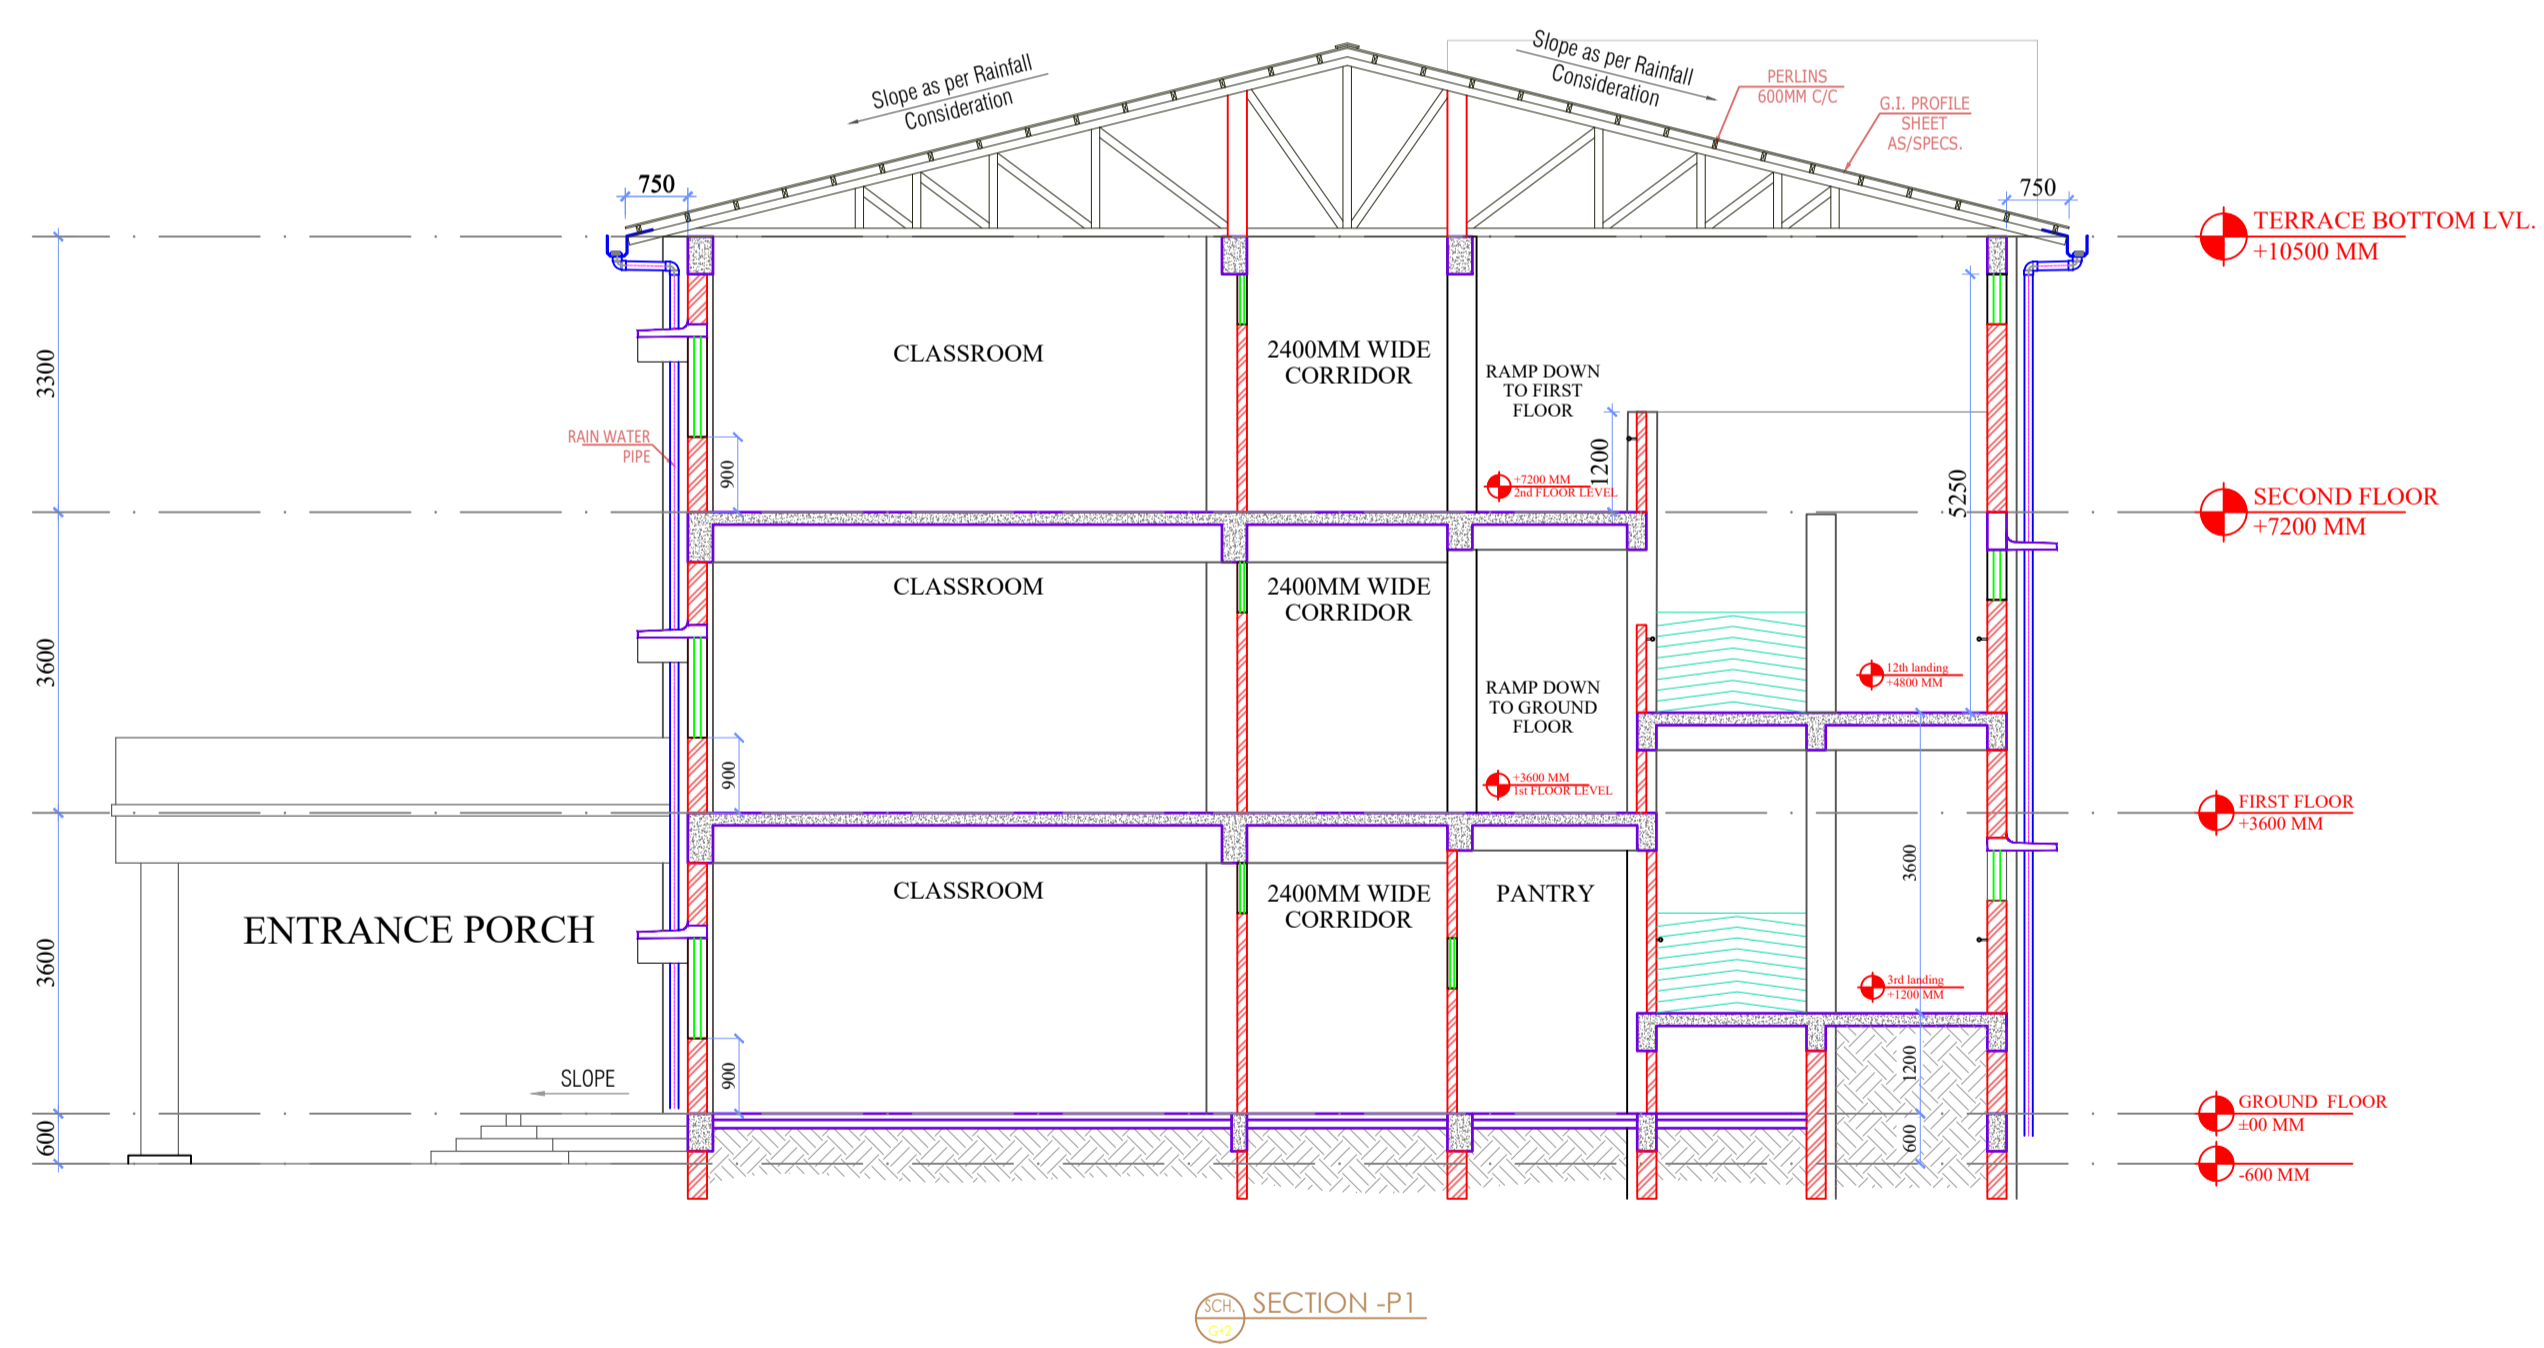 Slope as per Rainfall
Consideration
Slope as per Rainfall
Consideration
PERLINS
600MM C/C
G.I. PROFILE
SHEET
AS/SPECS.
750
750
TERRACE BOTTOM LVL.
+10500 MM
3300
CLASSROOM
2400MM WIDE
CORRIDOR
RAMP DOWN
TO FIRST
FLOOR
RAIN WATER
PIPE
900
1200
+7200 MM
2nd FLOOR LEVEL
5250
SECOND FLOOR
+7200 MM
3600
CLASSROOM
2400MM WIDE
CORRIDOR
RAMP DOWN
TO GROUND
FLOOR
12th landing
+4800 MM
900
+3600 MM
1st FLOOR LEVEL
FIRST FLOOR
+3600 MM
3600
ENTRANCE PORCH
CLASSROOM
2400MM WIDE
CORRIDOR
PANTRY
3600
3rd landing
+1200 MM
SLOPE
900
1200
GROUND FLOOR
±00 MM
600
600
-600 MM
SCH.
G+2
SECTION -P1